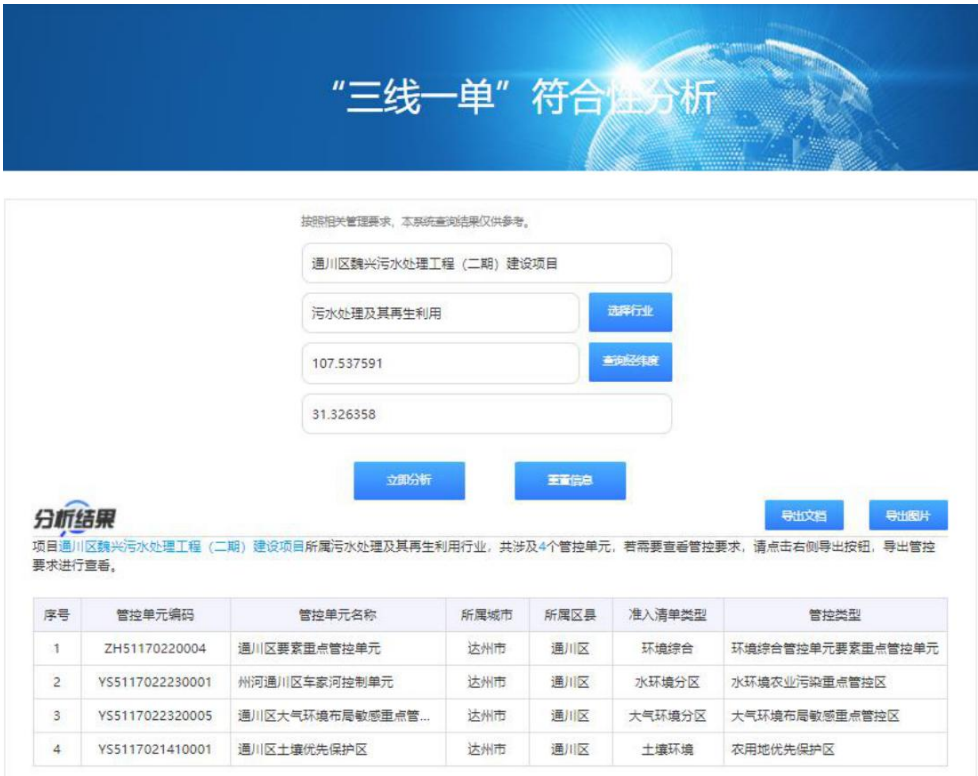 “三线一单”符合性分析
按照相关管理要求，本系统查询结果仅供参考。
通川区魏兴污水处理工程（二期）建设项目
污水处理及其再生利用 选择行业
107.537591 查询经纬度
31.326358
立即分析 重置信息
分析结果 导出文档 导出图片
项目通川区魏兴污水处理工程（二期）建设项目所属污水处理及其再生利用行业，共涉及4个管控单元，若需要查看管控要求，请点击右侧导出按钮，导出管控
要求进行查看。
序号 管控单元编码 管控单元名称 所属城市 所属区县 准入清单类型 管控类型
1 ZH51170220004 通川区要素重点管控单元 达州市 通川区 环境综合 环境综合管控单元要素重点管控单元
2 YS5117022230001 州河通川区车家河控制单元 达州市 通川区 水环境分区 水环境农业污染重点管控区
3 YS5117022320005 通川区大气环境布局敏感重点管... 达州市 通川区 大气环境分区 大气环境布局敏感重点管控区
4 YS5117021410001 通川区土壤优先保护区 达州市 通川区 土壤环境 农用地优先保护区